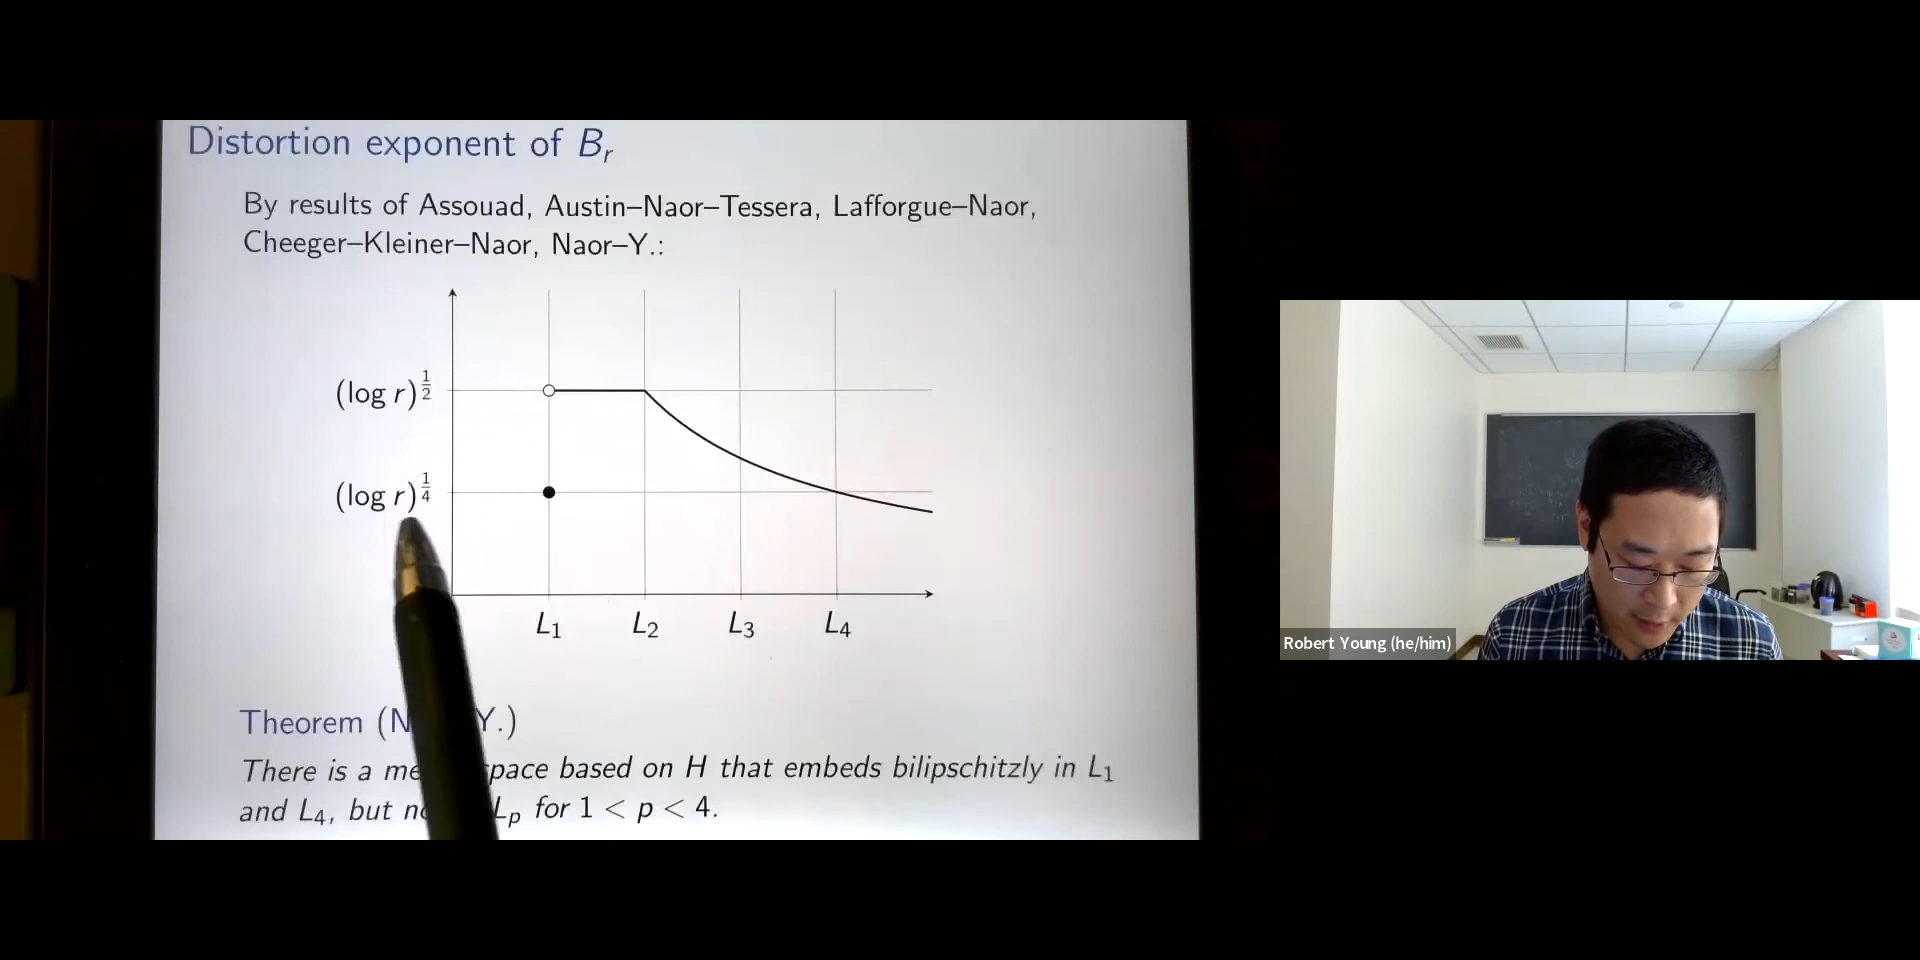 Distortion exponent of B_r
By results of Assouad, Austin–Naor–Tessera, Lafforgue–Naor,
Cheeger–Kleiner–Naor, Naor–Y.:
(log r)^{1/2}
(log r)^{1/4}
L_1 L_2 L_3 L_4
Theorem (N Y.)
There is a me pace based on H that embeds bilipschitzly in L_1
and L_4, but L_p for 1 < p < 4.
Robert Young (he/him)